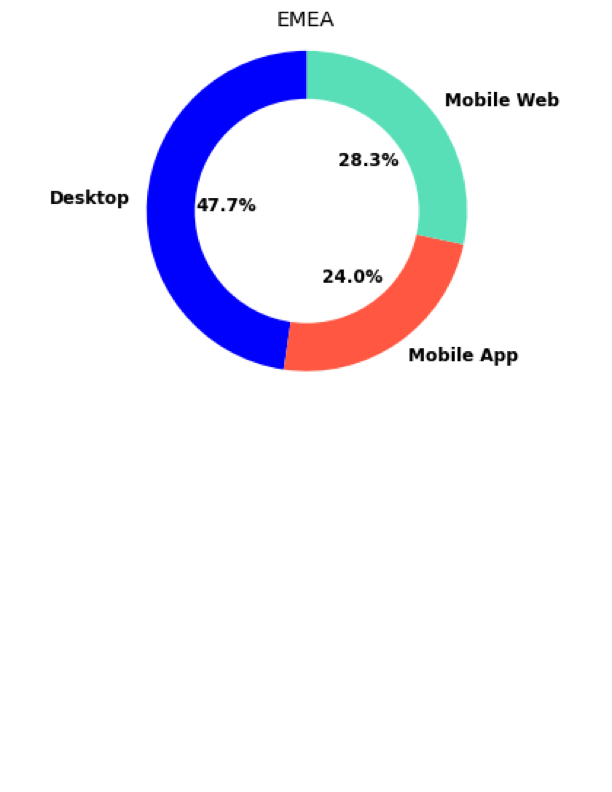 EMEA
Mobile Web
28.3%
Desktop
47.7%
24.0%
Mobile App